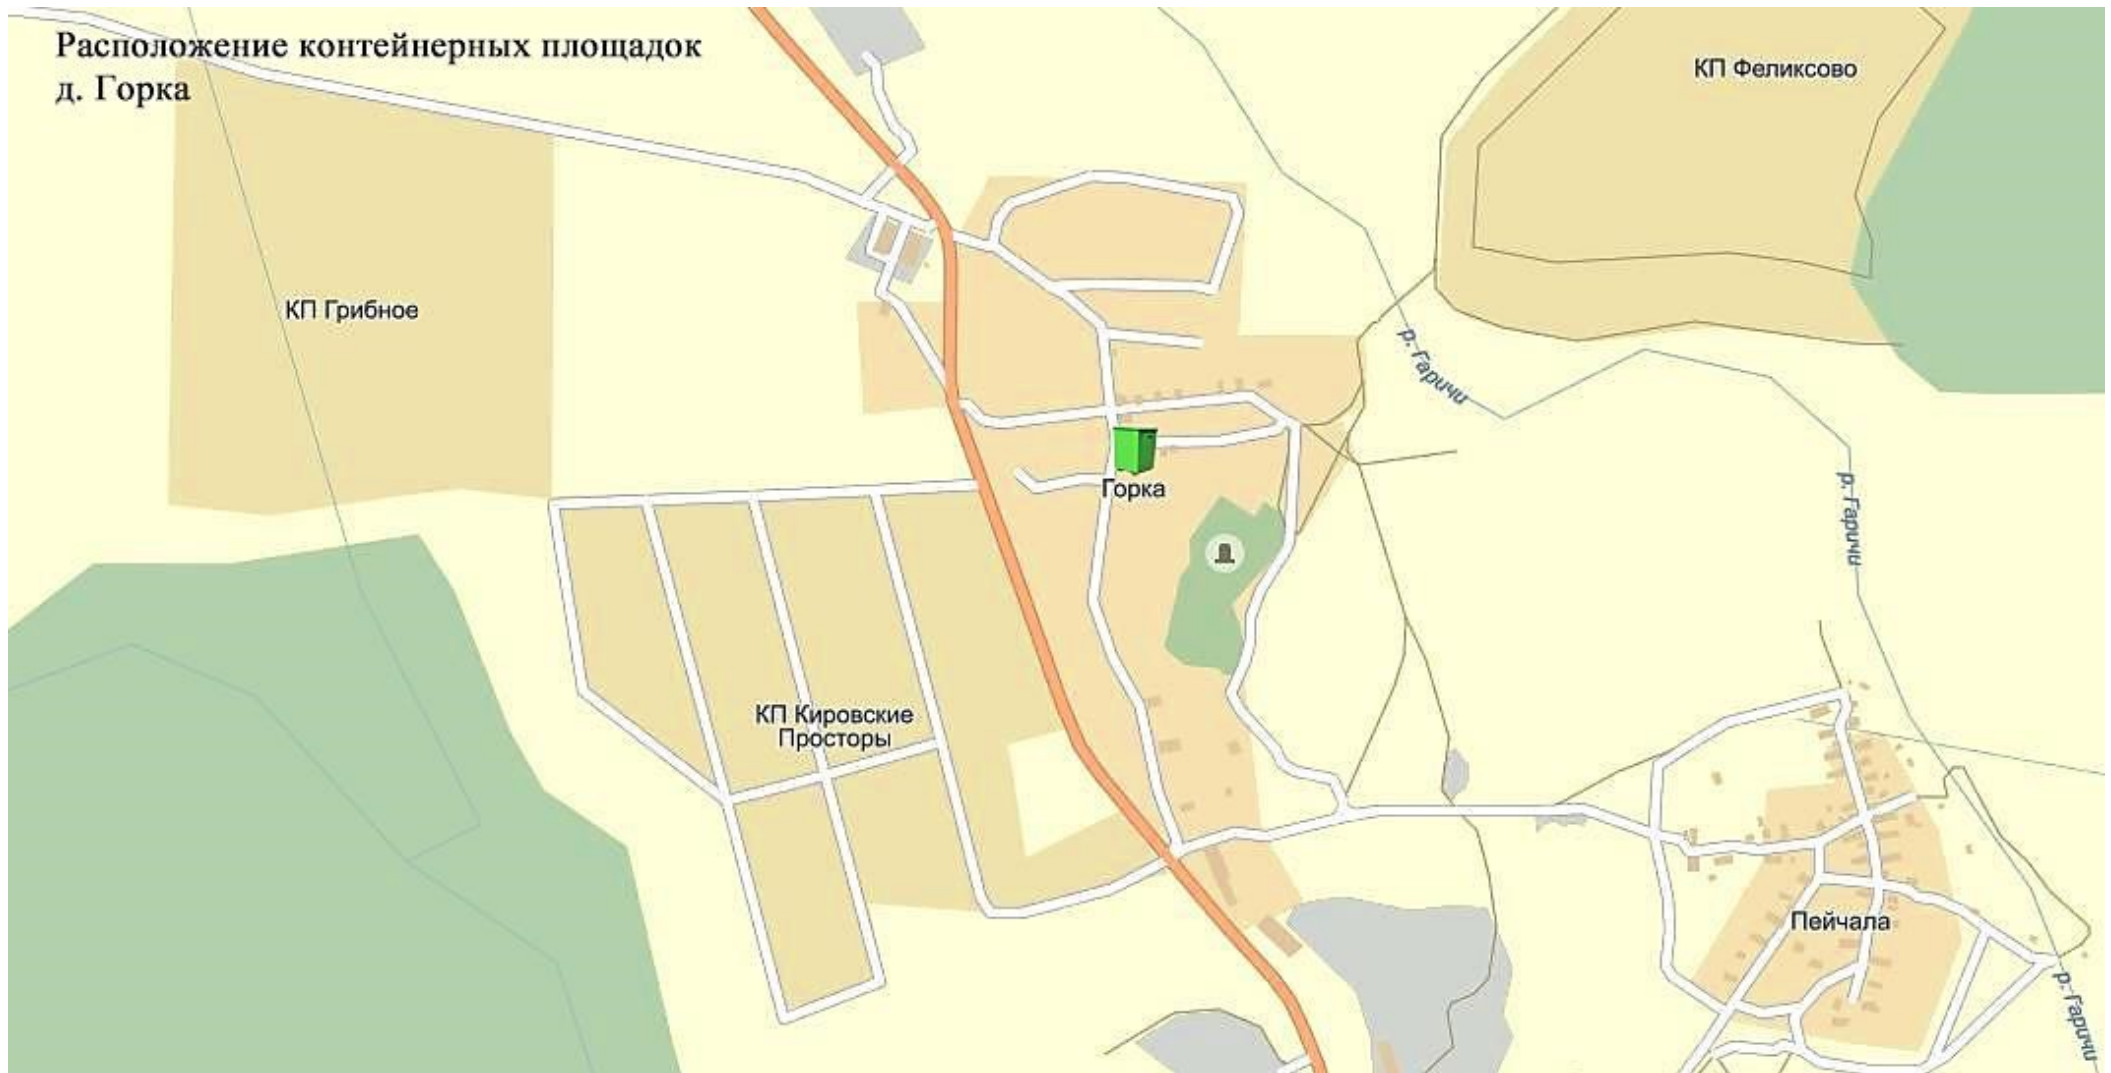 Расположение контейнерных площадок
д. Горка
КП Феликсово
КП Грибное
р. Гаричи
р. Гаричи
Горка
КП Кировские
Просторы
Пейчала
р. Гаричи